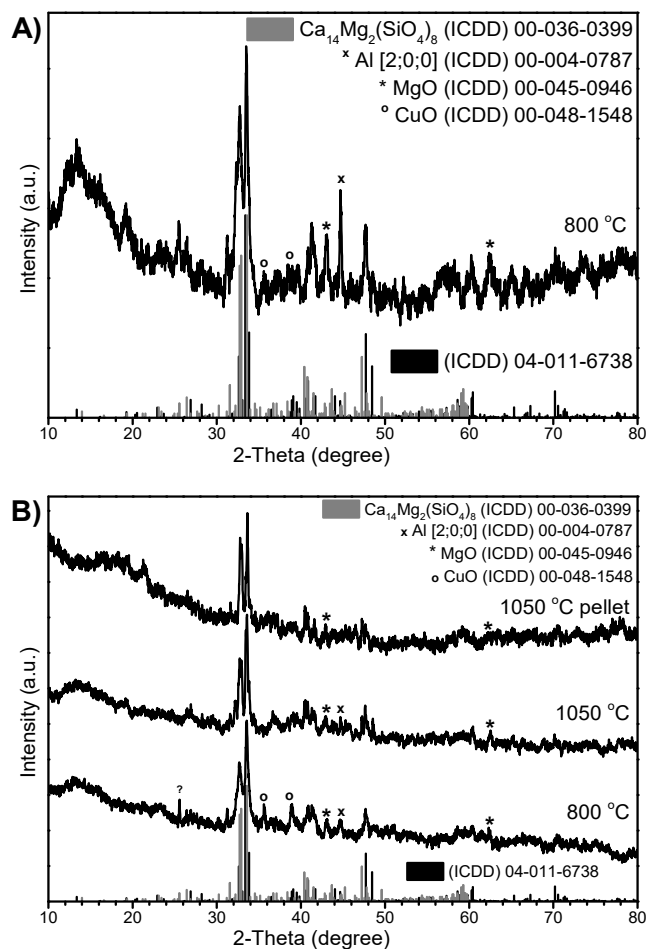 A)
Ca14Mg2(SiO4)8 (ICDD) 00-036-0399
x Al [2;0;0] (ICDD) 00-004-0787
* MgO (ICDD) 00-045-0946
o CuO (ICDD) 00-048-1548
x
*
800 °C
*
o o
Intensity (a.u.)
(ICDD) 04-011-6738
10 20 30 40 50 60 70 80
2-Theta (degree)
B)
Ca14Mg2(SiO4)8 (ICDD) 00-036-0399
x Al [2;0;0] (ICDD) 00-004-0787
* MgO (ICDD) 00-045-0946
o CuO (ICDD) 00-048-1548
1050 °C pellet
* *
1050 °C
* x *
? o o
800 °C
* x *
Intensity (a.u.)
(ICDD) 04-011-6738
10 20 30 40 50 60 70 80
2-Theta (degree)